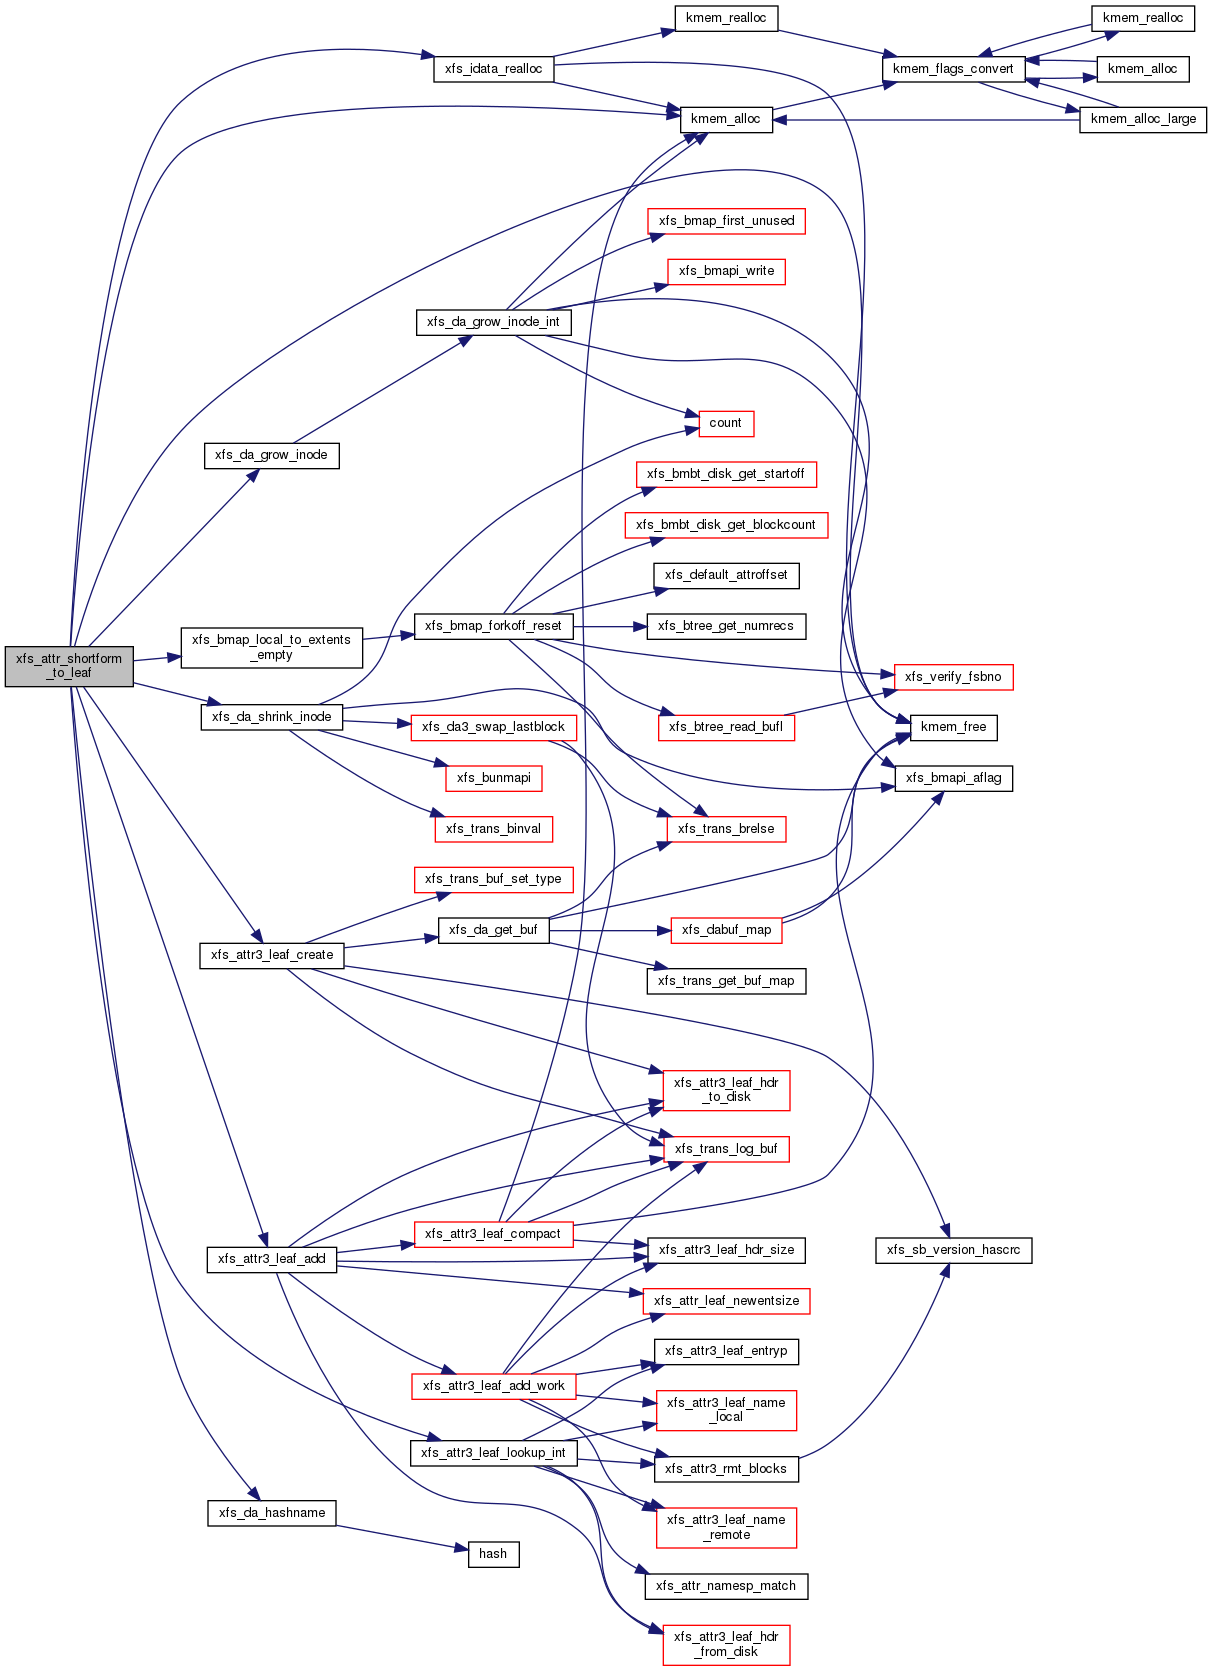 kmem_realloc
kmem_realloc
xfs_idata_realloc
kmem_flags_convert
kmem_alloc
kmem_alloc
kmem_alloc_large
xfs_bmap_first_unused
xfs_bmapi_write
xfs_da_grow_inode_int
count
xfs_da_grow_inode
xfs_bmbt_disk_get_startoff
xfs_bmbt_disk_get_blockcount
xfs_default_attroffset
xfs_bmap_forkoff_reset
xfs_btree_get_numrecs
xfs_bmap_local_to_extents
_empty
xfs_attr_shortform
_to_leaf
xfs_verify_fsbno
xfs_da_shrink_inode
xfs_da3_swap_lastblock
xfs_btree_read_bufl
kmem_free
xfs_bunmapi
xfs_bmapi_aflag
xfs_trans_binval
xfs_trans_brelse
xfs_trans_buf_set_type
xfs_da_get_buf
xfs_dabuf_map
xfs_attr3_leaf_create
xfs_trans_get_buf_map
xfs_attr3_leaf_hdr
_to_disk
xfs_trans_log_buf
xfs_attr3_leaf_compact
xfs_attr3_leaf_hdr_size
xfs_sb_version_hascrc
xfs_attr3_leaf_add
xfs_attr_leaf_newentsize
xfs_attr3_leaf_entryp
xfs_attr3_leaf_add_work
xfs_attr3_leaf_name
_local
xfs_attr3_leaf_lookup_int
xfs_attr3_rmt_blocks
xfs_da_hashname
xfs_attr3_leaf_name
_remote
hash
xfs_attr_namesp_match
xfs_attr3_leaf_hdr
_from_disk